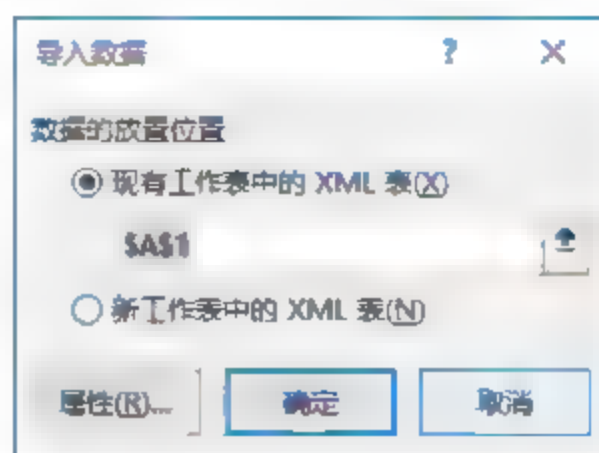 导入数据 ? ×
数据的放置位置
现有工作表中的 XML 表(X)
$A$1
新工作表中的 XML 表(N)
属性(R)... 确定 取消